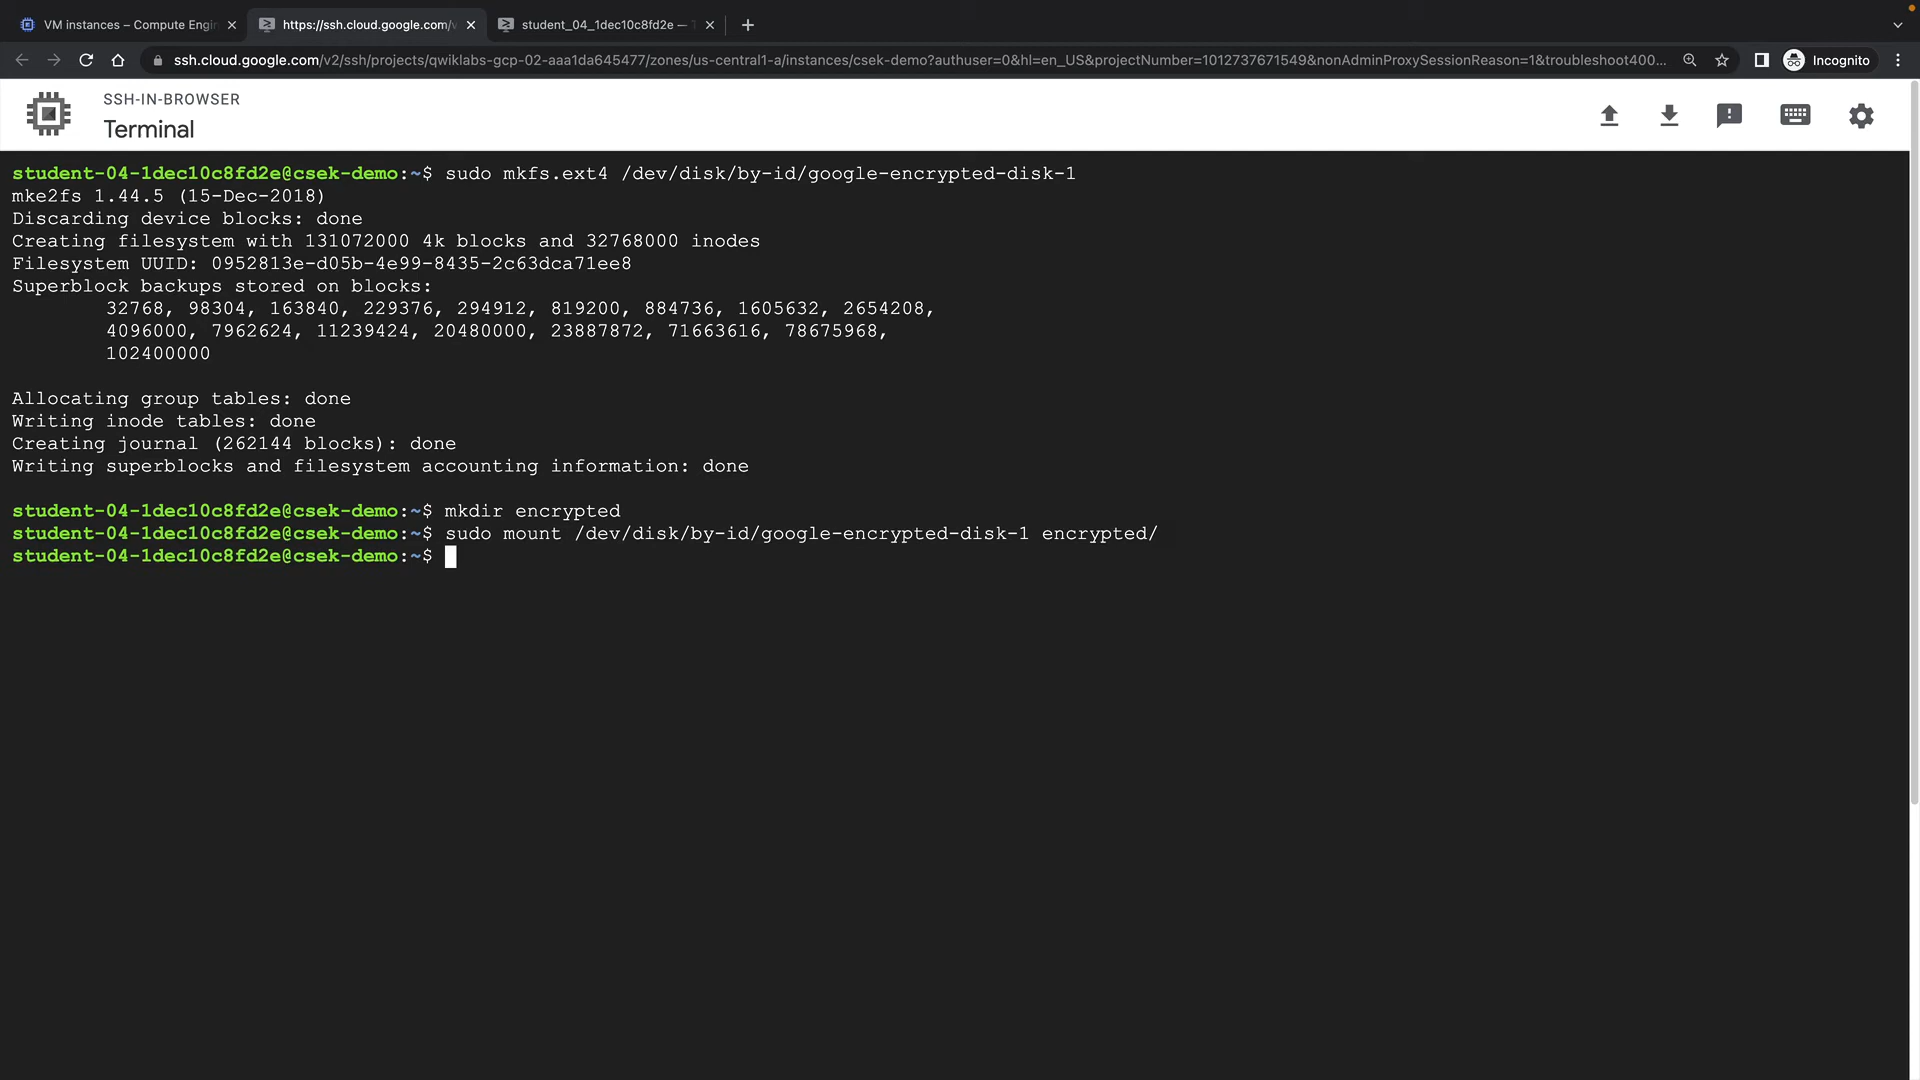 VM instances – Compute Engin
https://ssh.cloud.google.com/v
student_04_1dec10c8fd2e —
ssh.cloud.google.com/v2/ssh/projects/qwiklabs-gcp-02-aaa1da645477/zones/us-central1-a/instances/csek-demo?authuser=0&hl=en_US&projectNumber=1012737671549&nonAdminProxySessionReason=1&troubleshoot400...
Incognito
SSH-IN-BROWSER
Terminal
student-04-1dec10c8fd2e@csek-demo:~$ sudo mkfs.ext4 /dev/disk/by-id/google-encrypted-disk-1
mke2fs 1.44.5 (15-Dec-2018)
Discarding device blocks: done
Creating filesystem with 131072000 4k blocks and 32768000 inodes
Filesystem UUID: 0952813e-d05b-4e99-8435-2c63dca71ee8
Superblock backups stored on blocks:
32768, 98304, 163840, 229376, 294912, 819200, 884736, 1605632, 2654208,
4096000, 7962624, 11239424, 20480000, 23887872, 71663616, 78675968,
102400000
Allocating group tables: done
Writing inode tables: done
Creating journal (262144 blocks): done
Writing superblocks and filesystem accounting information: done
student-04-1dec10c8fd2e@csek-demo:~$ mkdir encrypted
student-04-1dec10c8fd2e@csek-demo:~$ sudo mount /dev/disk/by-id/google-encrypted-disk-1 encrypted/
student-04-1dec10c8fd2e@csek-demo:~$